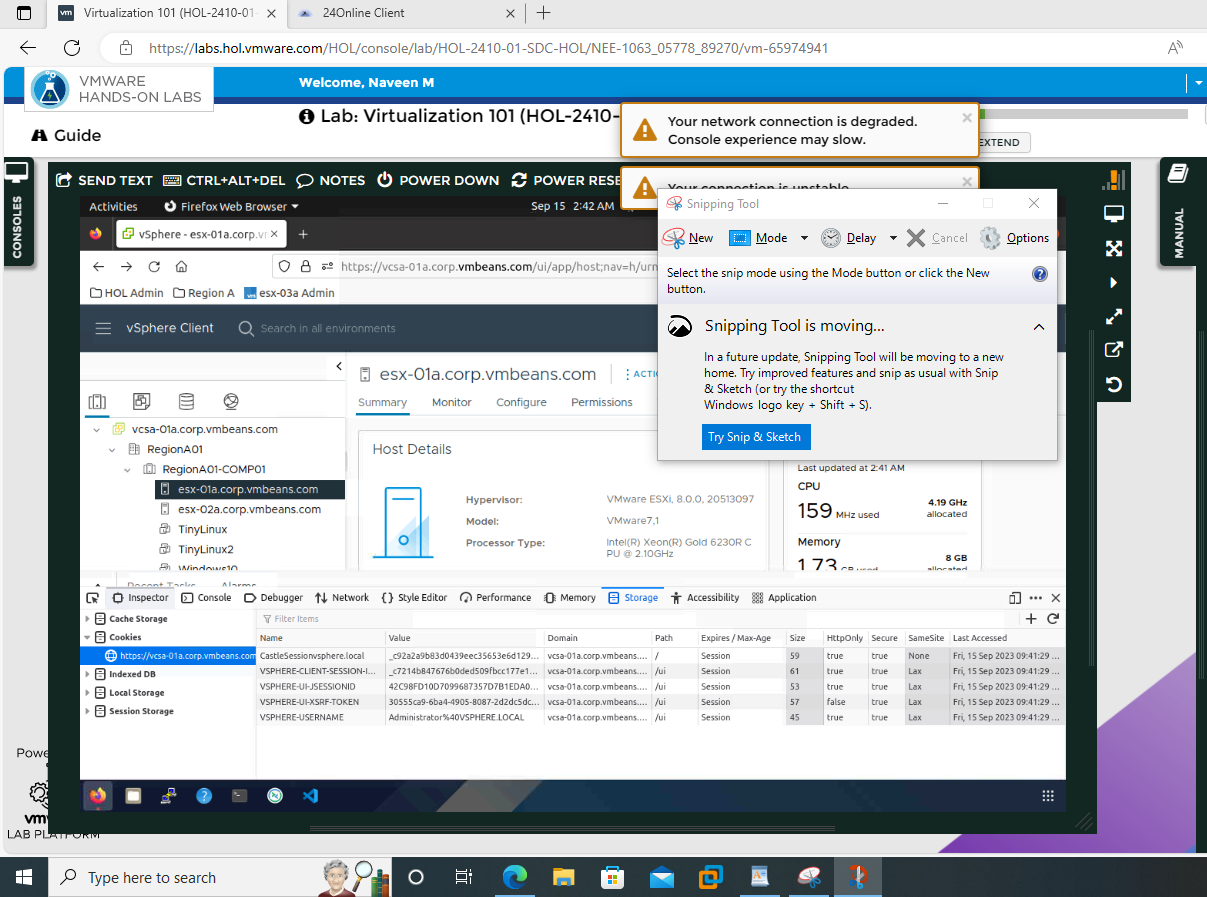 Virtualization 101 (HOL-2410-01-
24Online Client
https://labs.hol.vmware.com/HOL/console/lab/HOL-2410-01-SDC-HOL/NEE-1063_05778_89270/vm-65974941
VMWARE
HANDS-ON LABS
Welcome, Naveen M
Lab: Virtualization 101 (HOL-2410-
Guide
Your network connection is degraded.
Console experience may slow.
EXTEND
Your connection is unstable
CONSOLES
MANUAL
SEND TEXT
CTRL+ALT+DEL
NOTES
POWER DOWN
POWER RESE
Activities
Firefox Web Browser
Sep 15 2:42 AM
vSphere - esx-01a.corp.v
https://vcsa-01a.corp.vmbeans.com/ui/app/host;nav=h/urn
HOL Admin
Region A
esx-03a Admin
vSphere Client
Search in all environments
Snipping Tool
New
Mode
Delay
Cancel
Options
Select the snip mode using the Mode button or click the New
button.
Snipping Tool is moving...
In a future update, Snipping Tool will be moving to a new
home. Try improved features and snip as usual with Snip
& Sketch (or try the shortcut
Windows logo key + Shift + S).
Try Snip & Sketch
vcsa-01a.corp.vmbeans.com
RegionA01
RegionA01-COMP01
esx-01a.corp.vmbeans.com
esx-02a.corp.vmbeans.com
TinyLinux
TinyLinux2
Windows10
Recent Tasks
Alarms
esx-01a.corp.vmbeans.com
ACTI
Summary
Monitor
Configure
Permissions
Host Details
Hypervisor: VMware ESXi, 8.0.0, 20513097
Model: VMware7,1
Processor Type: Intel(R) Xeon(R) Gold 6230R C
PU @ 2.10GHz
Last updated at 2:41 AM
CPU
159 MHz used
4.19 GHz
allocated
Memory
1.73 GB used
8 GB
allocated
Inspector
Console
Debugger
Network
Style Editor
Performance
Memory
Storage
Accessibility
Application
Cache Storage
Cookies
https://vcsa-01a.corp.vmbeans.com
Indexed DB
Local Storage
Session Storage
Filter Items
Name Value Domain Path Expires / Max-Age Size HttpOnly Secure SameSite Last Accessed
CastleSessionvsphere.local _c92a2a9b83d0439eec35653e6d129... vcsa-01a.corp.vmbeans.... / Session 59 true true None Fri, 15 Sep 2023 09:41:29 ...
VSPHERE-CLIENT-SESSION-I... _c7214b847676b0ded509fbcc177e1... vcsa-01a.corp.vmbeans.... /ui Session 61 true true Lax Fri, 15 Sep 2023 09:41:29 ...
VSPHERE-UI-JSESSIONID 42C98FD10D7099687357D7B1EDA0... vcsa-01a.corp.vmbeans.... /ui Session 53 true true Lax Fri, 15 Sep 2023 09:41:29 ...
VSPHERE-UI-XSRF-TOKEN 30555ca9-6ba4-4905-8087-2d2dc5dc... vcsa-01a.corp.vmbeans.... /ui Session 57 false true Lax Fri, 15 Sep 2023 09:41:29 ...
VSPHERE-USERNAME Administrator%40VSPHERE.LOCAL vcsa-01a.corp.vmbeans.... /ui Session 45 true true Lax Fri, 15 Sep 2023 09:41:29 ...
Powe
vmw
LAB PLATFORM
Type here to search